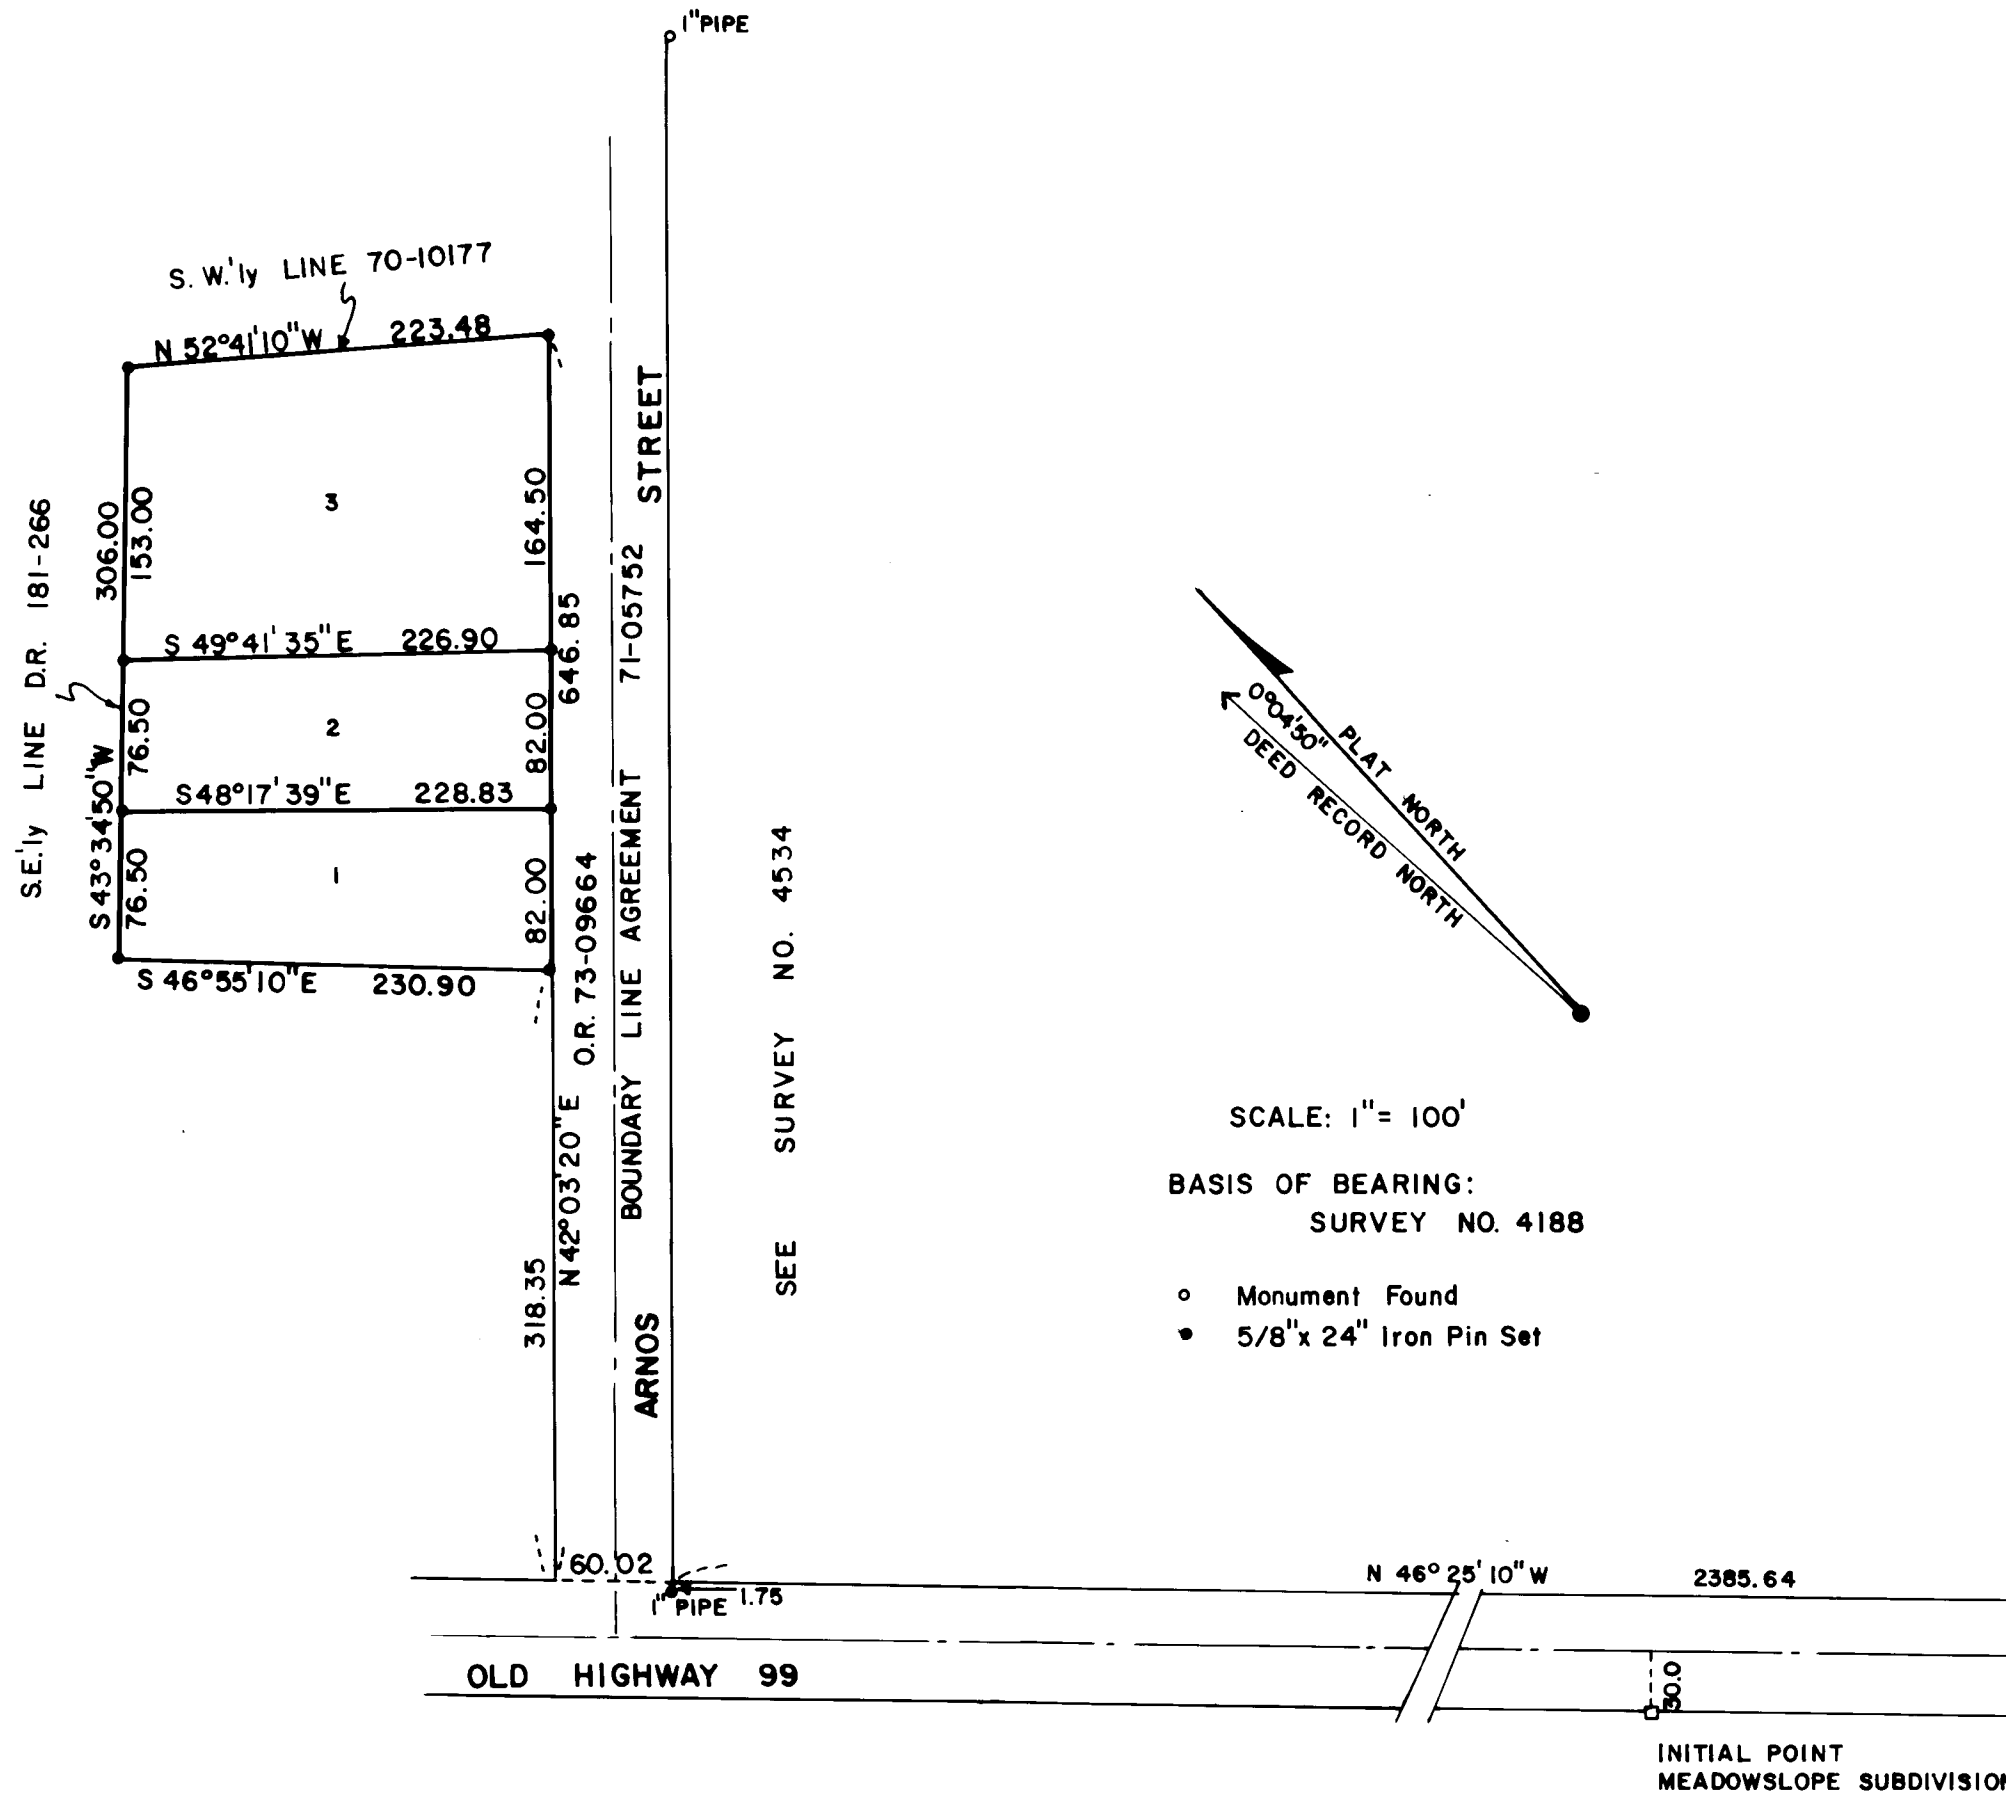 1" PIPE
S. W.'ly LINE 70-10177
N 52°41'10" W 223.48
306.00
153.00
3
164.50
STREET
S.E.'ly LINE D.R. 181-266
S 49°41'35" E 226.90
646.85
71-05752
76.50
2
82.00
S 43°34'50" W
S48°17'39"E 228.83
76.50
1
82.00
S 46°55'10"E 230.90
O.R. 73-09664
BOUNDARY LINE AGREEMENT
SEE SURVEY NO. 4534
N 42°03'20" E
318.35
ARNOS
0°04'50"
PLAT NORTH
DEED RECORD NORTH
SCALE: 1" = 100'
BASIS OF BEARING:
SURVEY NO. 4188
Monument Found
5/8" x 24" Iron Pin Set
60.02
1" PIPE
1.75
N 46° 25' 10" W 2385.64
OLD HIGHWAY 99
30.0
INITIAL POINT
MEADOWSLOPE SUBDIVISION